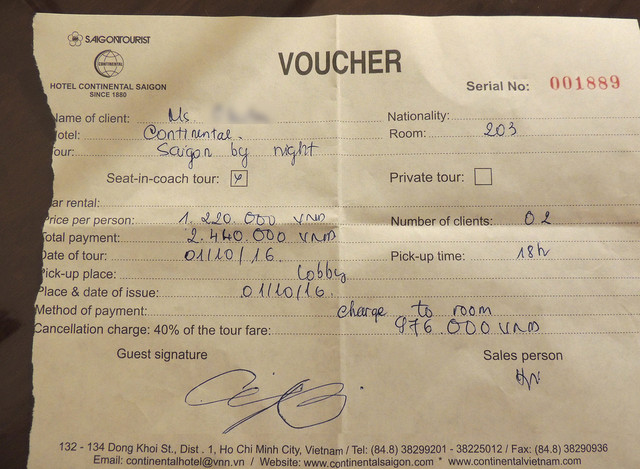 SAIGONTOURIST
CONTINENTAL
HOTEL CONTINENTAL SAIGON
SINCE 1880
VOUCHER
Serial No: 001889
ame of client: Ms.
Nationality:
otel: Continental.
Room: 203
our: Saigon by night
Seat-in-coach tour:
Private tour:
ar rental:
Price per person: 1.220.000 VND
Number of clients: 02
Total payment: 2.440.000 VND
Date of tour: 01/10/16.
Pick-up time: 18h
Pick-up place: lobby
Place & date of issue: 01/10/16.
Method of payment: charge to room
Cancellation charge: 40% of the tour fare: 976.000 VND
Guest signature
Sales person
132 - 134 Dong Khoi St., Dist . 1, Ho Chi Minh City, Vietnam / Tel: (84.8) 38299201 - 38225012 / Fax: (84.8) 38290936
Email: continentalhotel@vnn.vn / Website: www.continentalsaigon.com * www.continentalvietnam.com